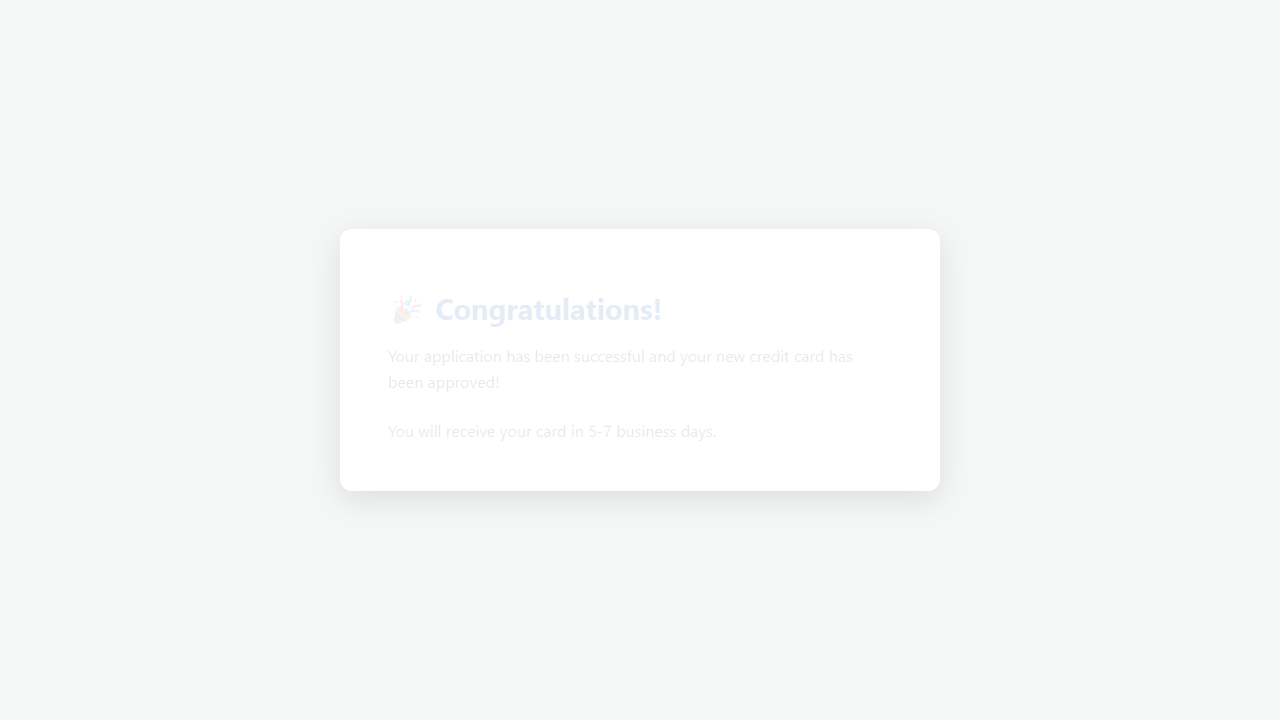 🎉 Congratulations!
Your application has been successful and your new credit card has
been approved!
You will receive your card in 5-7 business days.